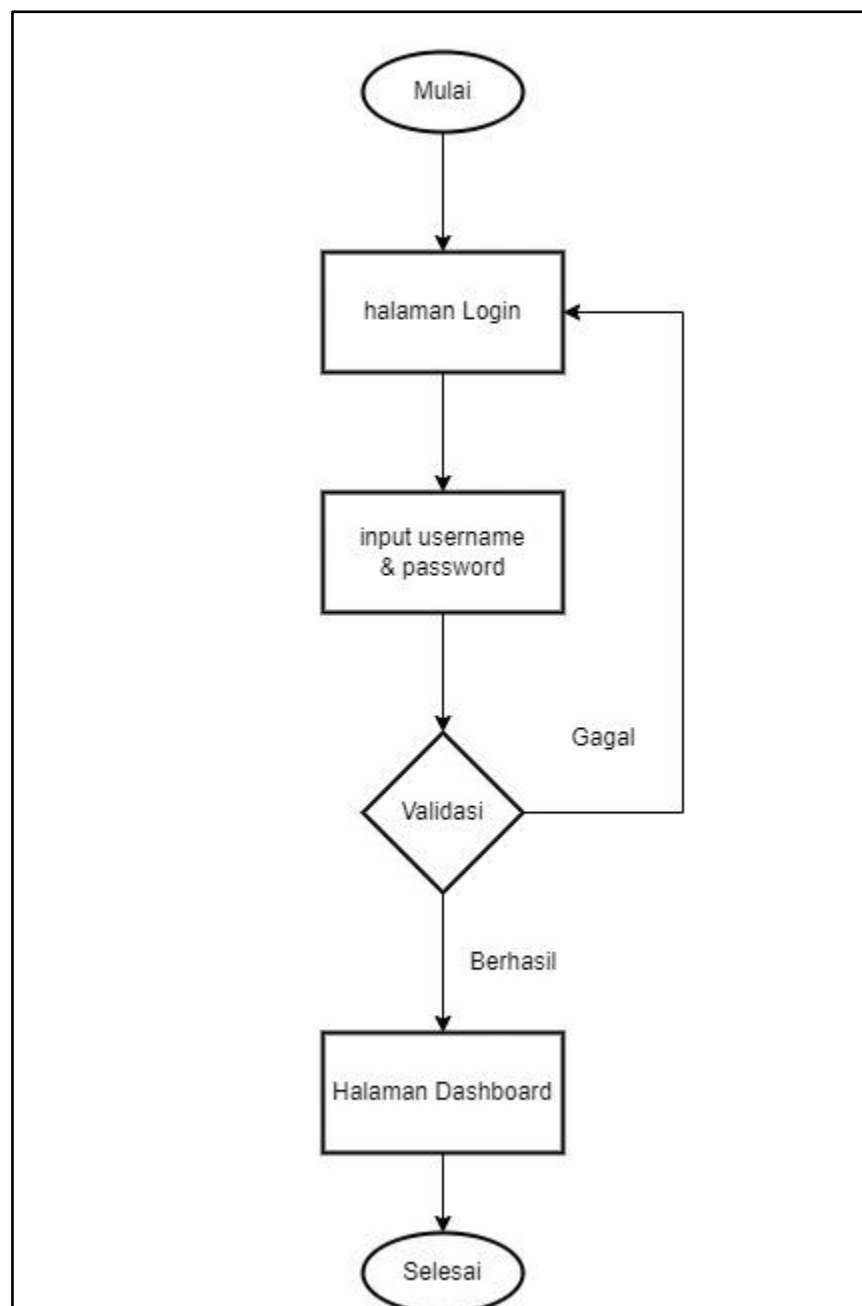 Mulai
halaman Login
input username
& password
Gagal
Validasi
Berhasil
Halaman Dashboard
Selesai